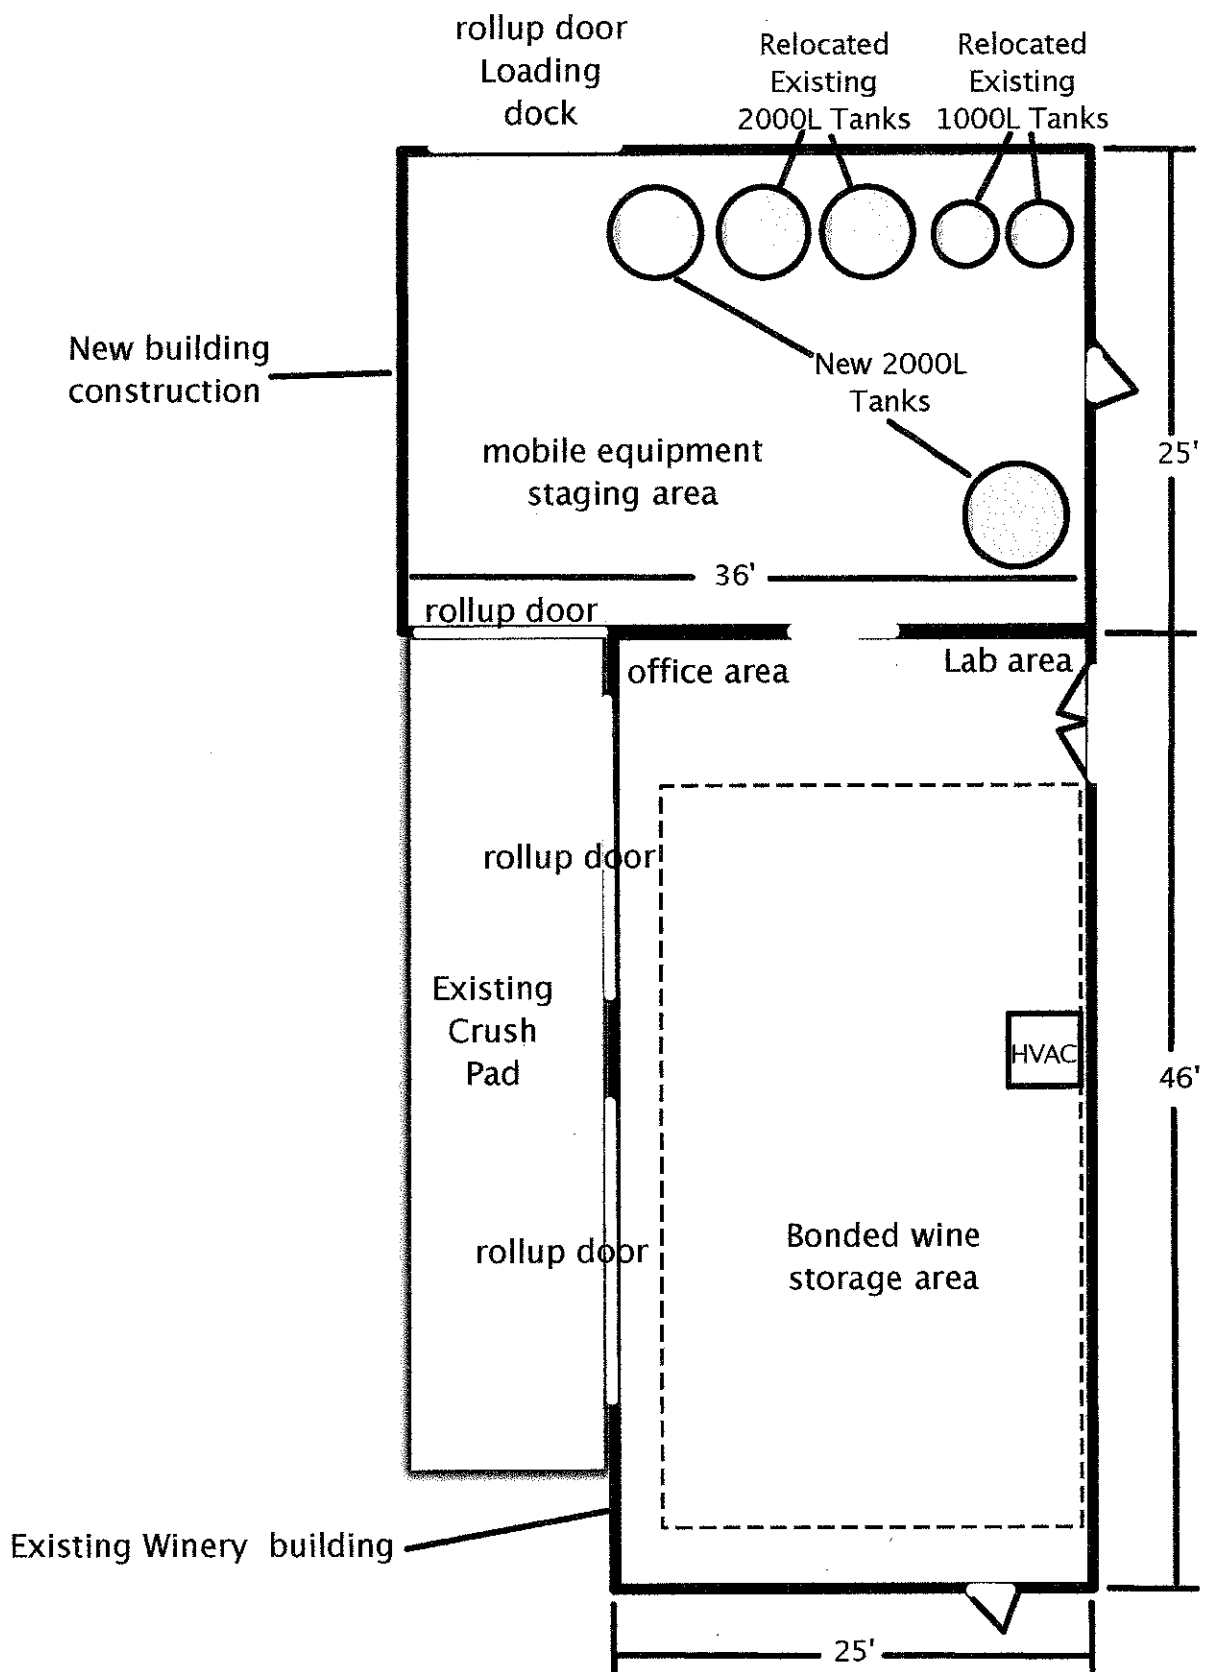 rollup door
Loading
dock
Relocated
Existing
2000L Tanks
Relocated
Existing
1000L Tanks
New building
construction
New 2000L
Tanks
mobile equipment
staging area
25'
36'
rollup door
office area
Lab area
rollup door
Existing
Crush
Pad
HVAC
46'
rollup door
Bonded wine
storage area
Existing Winery building
25'